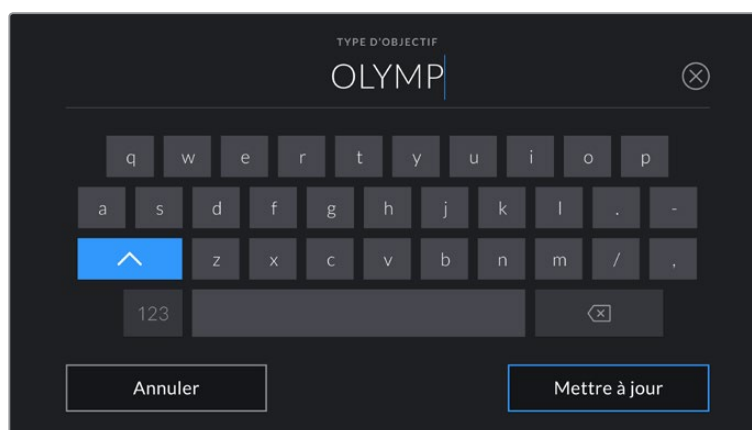 TYPE D'OBJECTIF
OLYMP
q w e r t y u i o p
a s d f g h j k l . -
z x c v b n m / ,
123
Annuler Mettre à jour